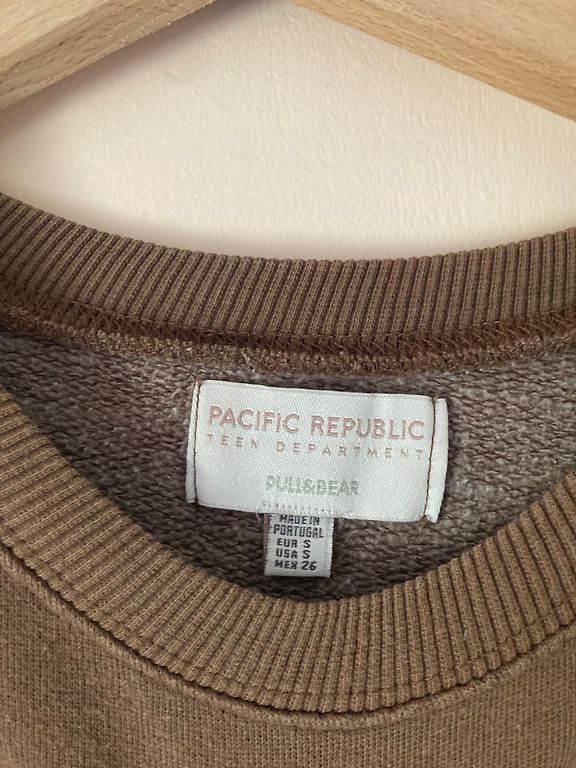 PACIFIC REPUBLIC
TEEN DEPARTMENT
PULL&BEAR
MADE IN
PORTUGAL
EUR S
USA S
MEX 26